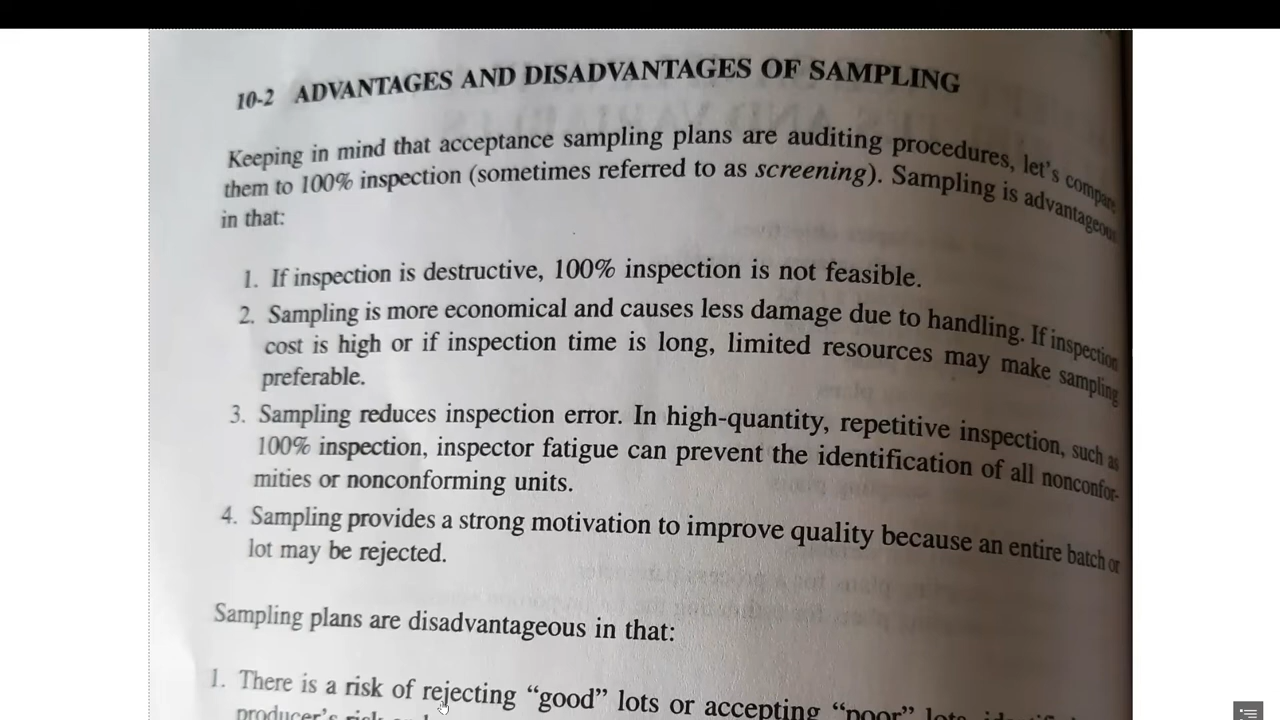 10-2 ADVANTAGES AND DISADVANTAGES OF SAMPLING
Keeping in mind that acceptance sampling plans are auditing procedures, let's compare
them to 100% inspection (sometimes referred to as screening). Sampling is advantageous
in that:
1. If inspection is destructive, 100% inspection is not feasible.
2. Sampling is more economical and causes less damage due to handling. If inspection
cost is high or if inspection time is long, limited resources may make sampling
preferable.
3. Sampling reduces inspection error. In high-quantity, repetitive inspection, such as
100% inspection, inspector fatigue can prevent the identification of all nonconfor-
mities or nonconforming units.
4. Sampling provides a strong motivation to improve quality because an entire batch or
lot may be rejected.
Sampling plans are disadvantageous in that:
1. There is a risk of rejecting "good" lots or accepting "poor" lots,
producer's risk